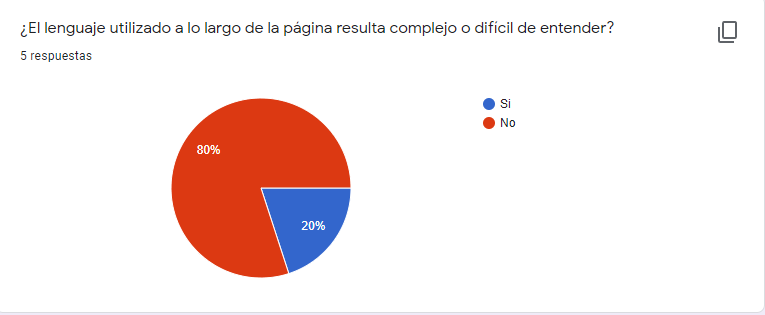 ¿El lenguaje utilizado a lo largo de la página resulta complejo o difícil de entender?
5 respuestas
Si
No
80%
20%